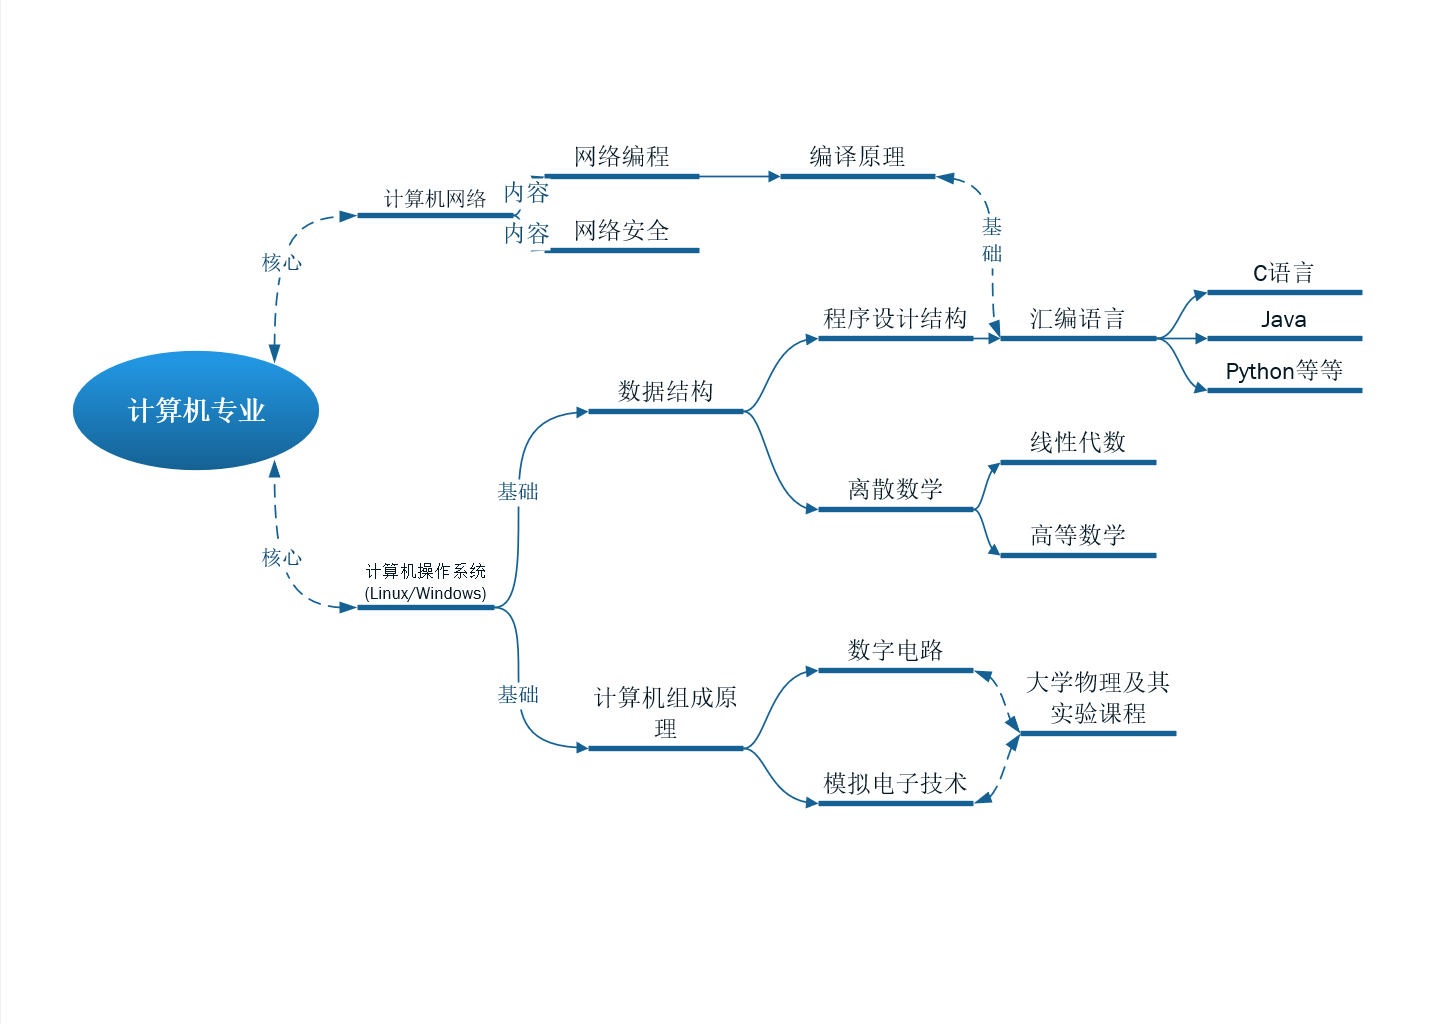 网络编程
编译原理
内容
计算机网络
内容
网络安全
基
础
核心
C语言
程序设计结构
汇编语言
Java
Python等等
数据结构
计算机专业
线性代数
基础
离散数学
高等数学
核心
计算机操作系统
(Linux/Windows)
数字电路
基础
计算机组成原
理
大学物理及其
实验课程
模拟电子技术